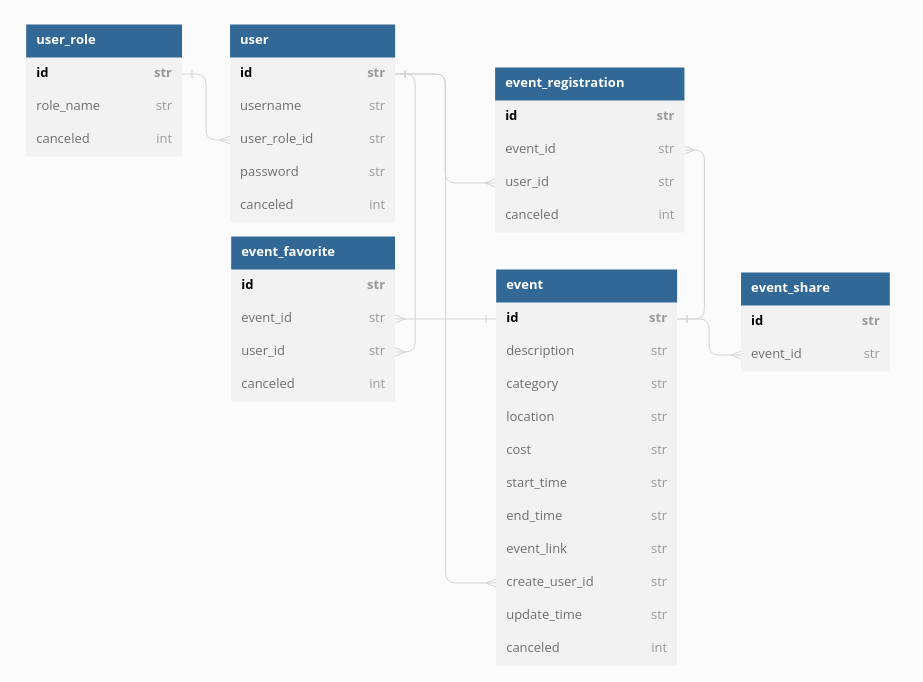 user_role
id str
role_name str
canceled int
user
id str
username str
user_role_id str
password str
canceled int
event_registration
id str
event_id str
user_id str
canceled int
event_favorite
id str
event_id str
user_id str
canceled int
event
id str
description str
category str
location str
cost str
start_time str
end_time str
event_link str
create_user_id str
update_time str
canceled int
event_share
id str
event_id str